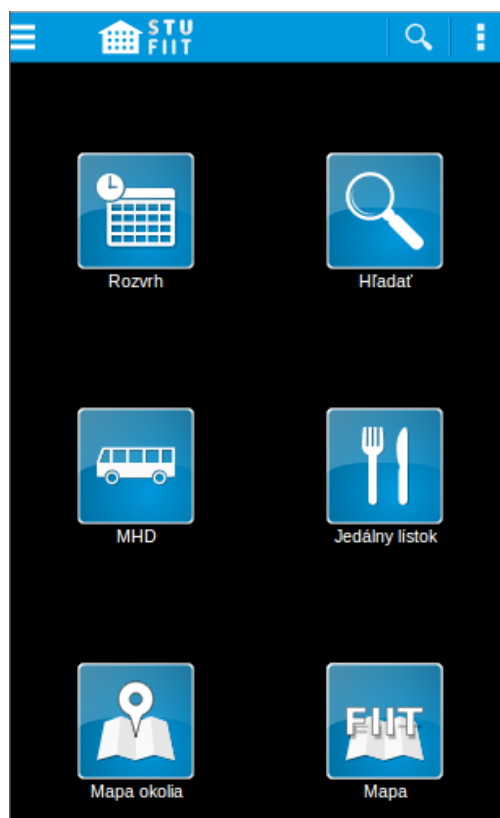 STU
FIIT
Rozvrh
Hľadať
MHD
Jedálny lístok
FIIT
Mapa okolia
Mapa